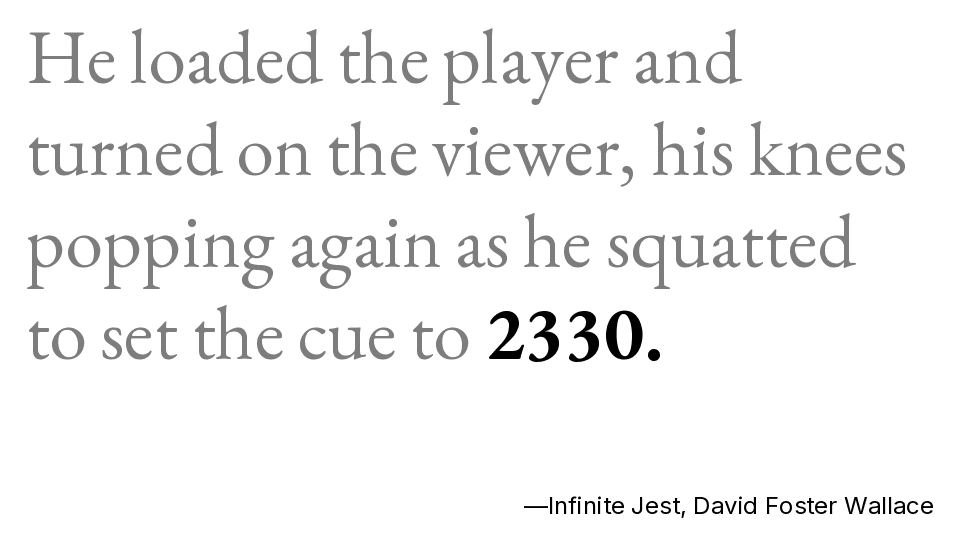 He loaded the player and
turned on the viewer, his knees
popping again as he squatted
to set the cue to 2330.
—Infinite Jest, David Foster Wallace